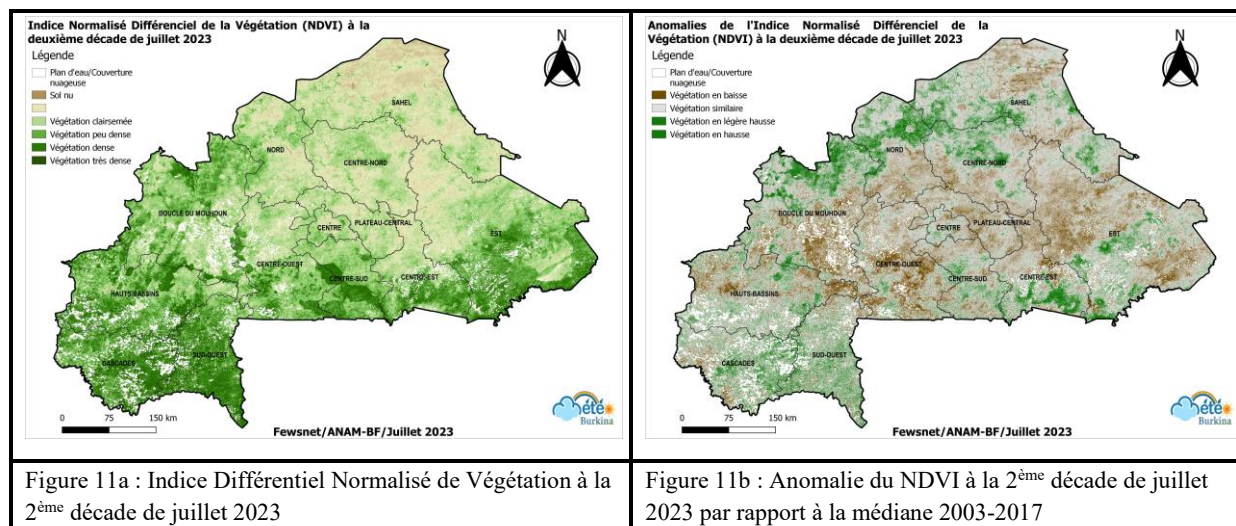 Indice Normalisé Différenciel de la Végétation (NDVI) à la
deuxième décade de juillet 2023
Légende
Plan d'eau/Couverture
nuageuse
Sol nu
Végétation clairsemée
Végétation peu dense
Végétation dense
Végétation très dense
N
SAHEL
NORD
CENTRE-NORD
BOUCLE DU MOUHOUN
PLATEAU-CENTRAL
CENTRE
EST
CENTRE-OUEST
CENTRE-SUD
CENTRE-EST
HAUTS-BASSINS
CASCADES
SUD-OUEST
0 75 150 km
Fewsnet/ANAM-BF/Juillet 2023
été
Burkina
Anomalies de l'Indice Normalisé Différenciel de la
Végétation (NDVI) à la deuxième décade de juillet 2023
Légende
Plan d'eau/Couverture
nuageuse
Végétation en baisse
Végétation similaire
Végétation en légère hausse
Végétation en hausse
N
SAHEL
NORD
CENTRE-NORD
BOUCLE DU MOUHOUN
PLATEAU-CENTRAL
CENTRE
EST
CENTRE-OUEST
CENTRE-SUD
CENTRE-EST
HAUTS-BASSINS
CASCADES
SUD-OUEST
0 75 150 km
Fewsnet/ANAM-BF/Juillet 2023
été
Burkina
Figure 11a : Indice Différentiel Normalisé de Végétation à la
2ème décade de juillet 2023
Figure 11b : Anomalie du NDVI à la 2ème décade de juillet
2023 par rapport à la médiane 2003-2017